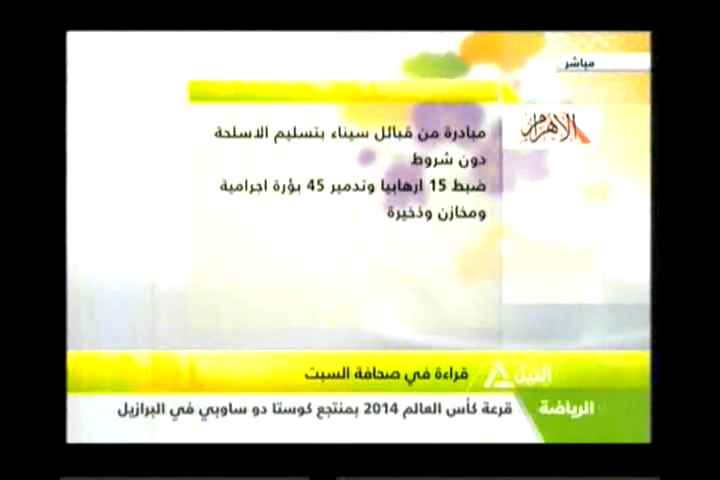 مباشر
الأهرام
مبادرة من قبائل سيناء بتسليم الاسلحة
دون شروط
ضبط 15 ارهابيا وتدمير 45 بؤرة اجرامية
ومخازن وذخيرة
النيل
قراءة في صحافة السبت
الرياضة
قرعة كأس العالم 2014 بمنتجع كوستا دو ساوبي في البرازيل